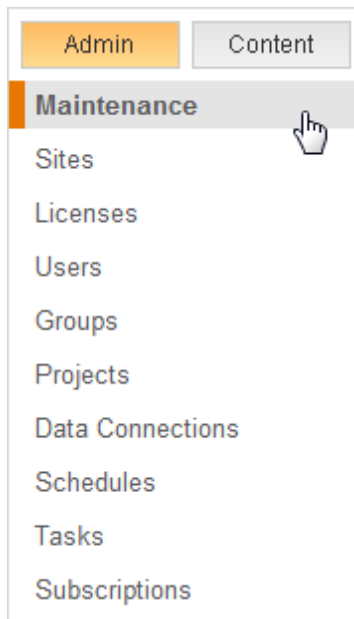 Admin Content
Maintenance
Sites
Licenses
Users
Groups
Projects
Data Connections
Schedules
Tasks
Subscriptions